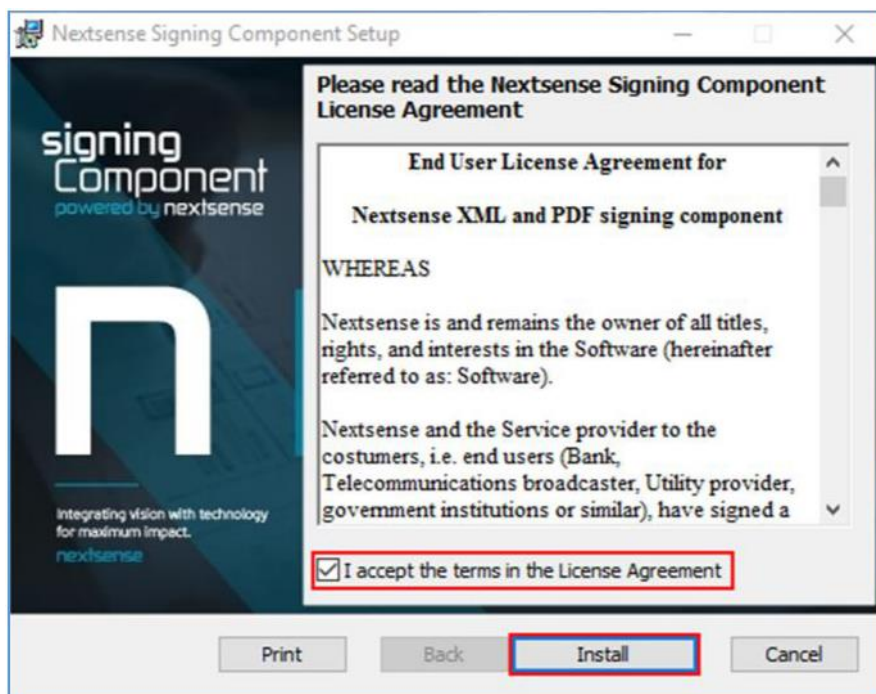 Nextsense Signing Component Setup
signing
Component
powered by nextsense
n
Integrating vision with technology
for maximum impact.
nextsense
Please read the Nextsense Signing Component
License Agreement
End User License Agreement for
Nextsense XML and PDF signing component
WHEREAS
Nextsense is and remains the owner of all titles,
rights, and interests in the Software (hereinafter
referred to as: Software).
Nextsense and the Service provider to the
costumers, i.e. end users (Bank,
Telecommunications broadcaster, Utility provider,
government institutions or similar), have signed a
I accept the terms in the License Agreement
Print
Back
Install
Cancel